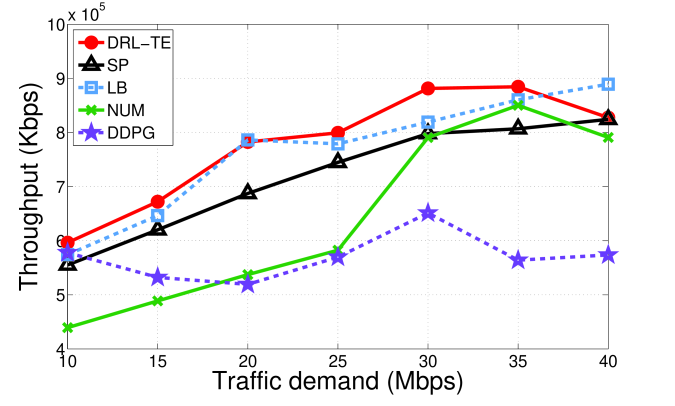 x 10^5
10
9
8
7
6
5
4
10 15 20 25 30 35 40
Throughput (Kbps)
Traffic demand (Mbps)
DRL−TE
SP
LB
NUM
DDPG